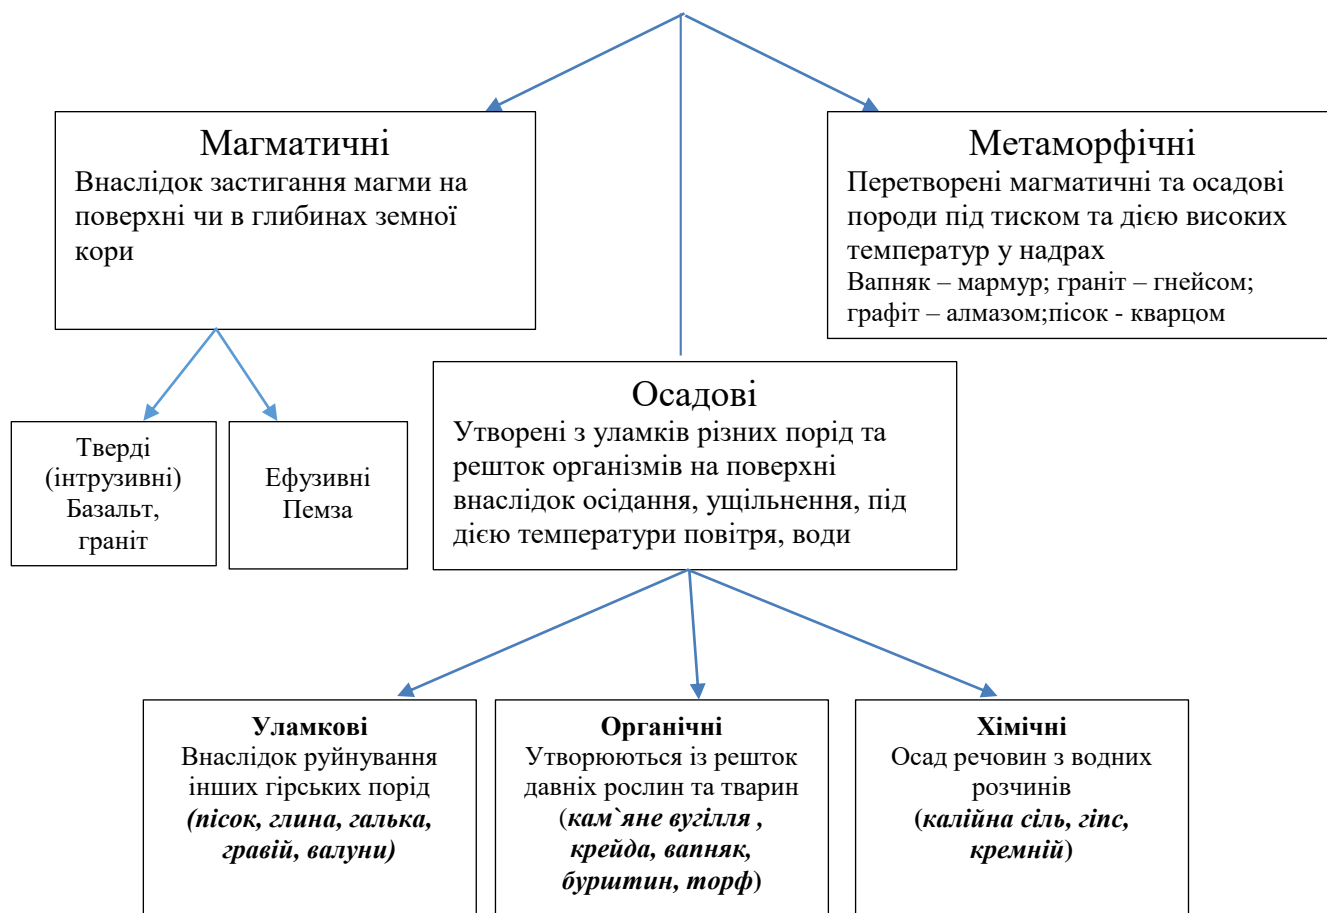 Магматичні
Внаслідок застигання магми на
поверхні чи в глибинах земної
кори
Метаморфічні
Перетворені магматичні та осадові
породи під тиском та дією високих
температур у надрах
Вапняк – мармур; граніт – гнейсом;
графіт – алмазом;пісок - кварцом
Тверді
(інтрузивні)
Базальт,
граніт
Ефузивні
Пемза
Осадові
Утворені з уламків різних порід та
решток організмів на поверхні
внаслідок осідання, ущільнення, під
дією температури повітря, води
Уламкові
Внаслідок руйнування
інших гірських порід
(пісок, глина, галька,
гравій, валуни)
Органічні
Утворюються із решток
давніх рослин та тварин
(кам`яне вугілля ,
крейда, вапняк,
бурштин, торф)
Хімічні
Осад речовин з водних
розчинів
(калійна сіль, гіпс,
кремній)